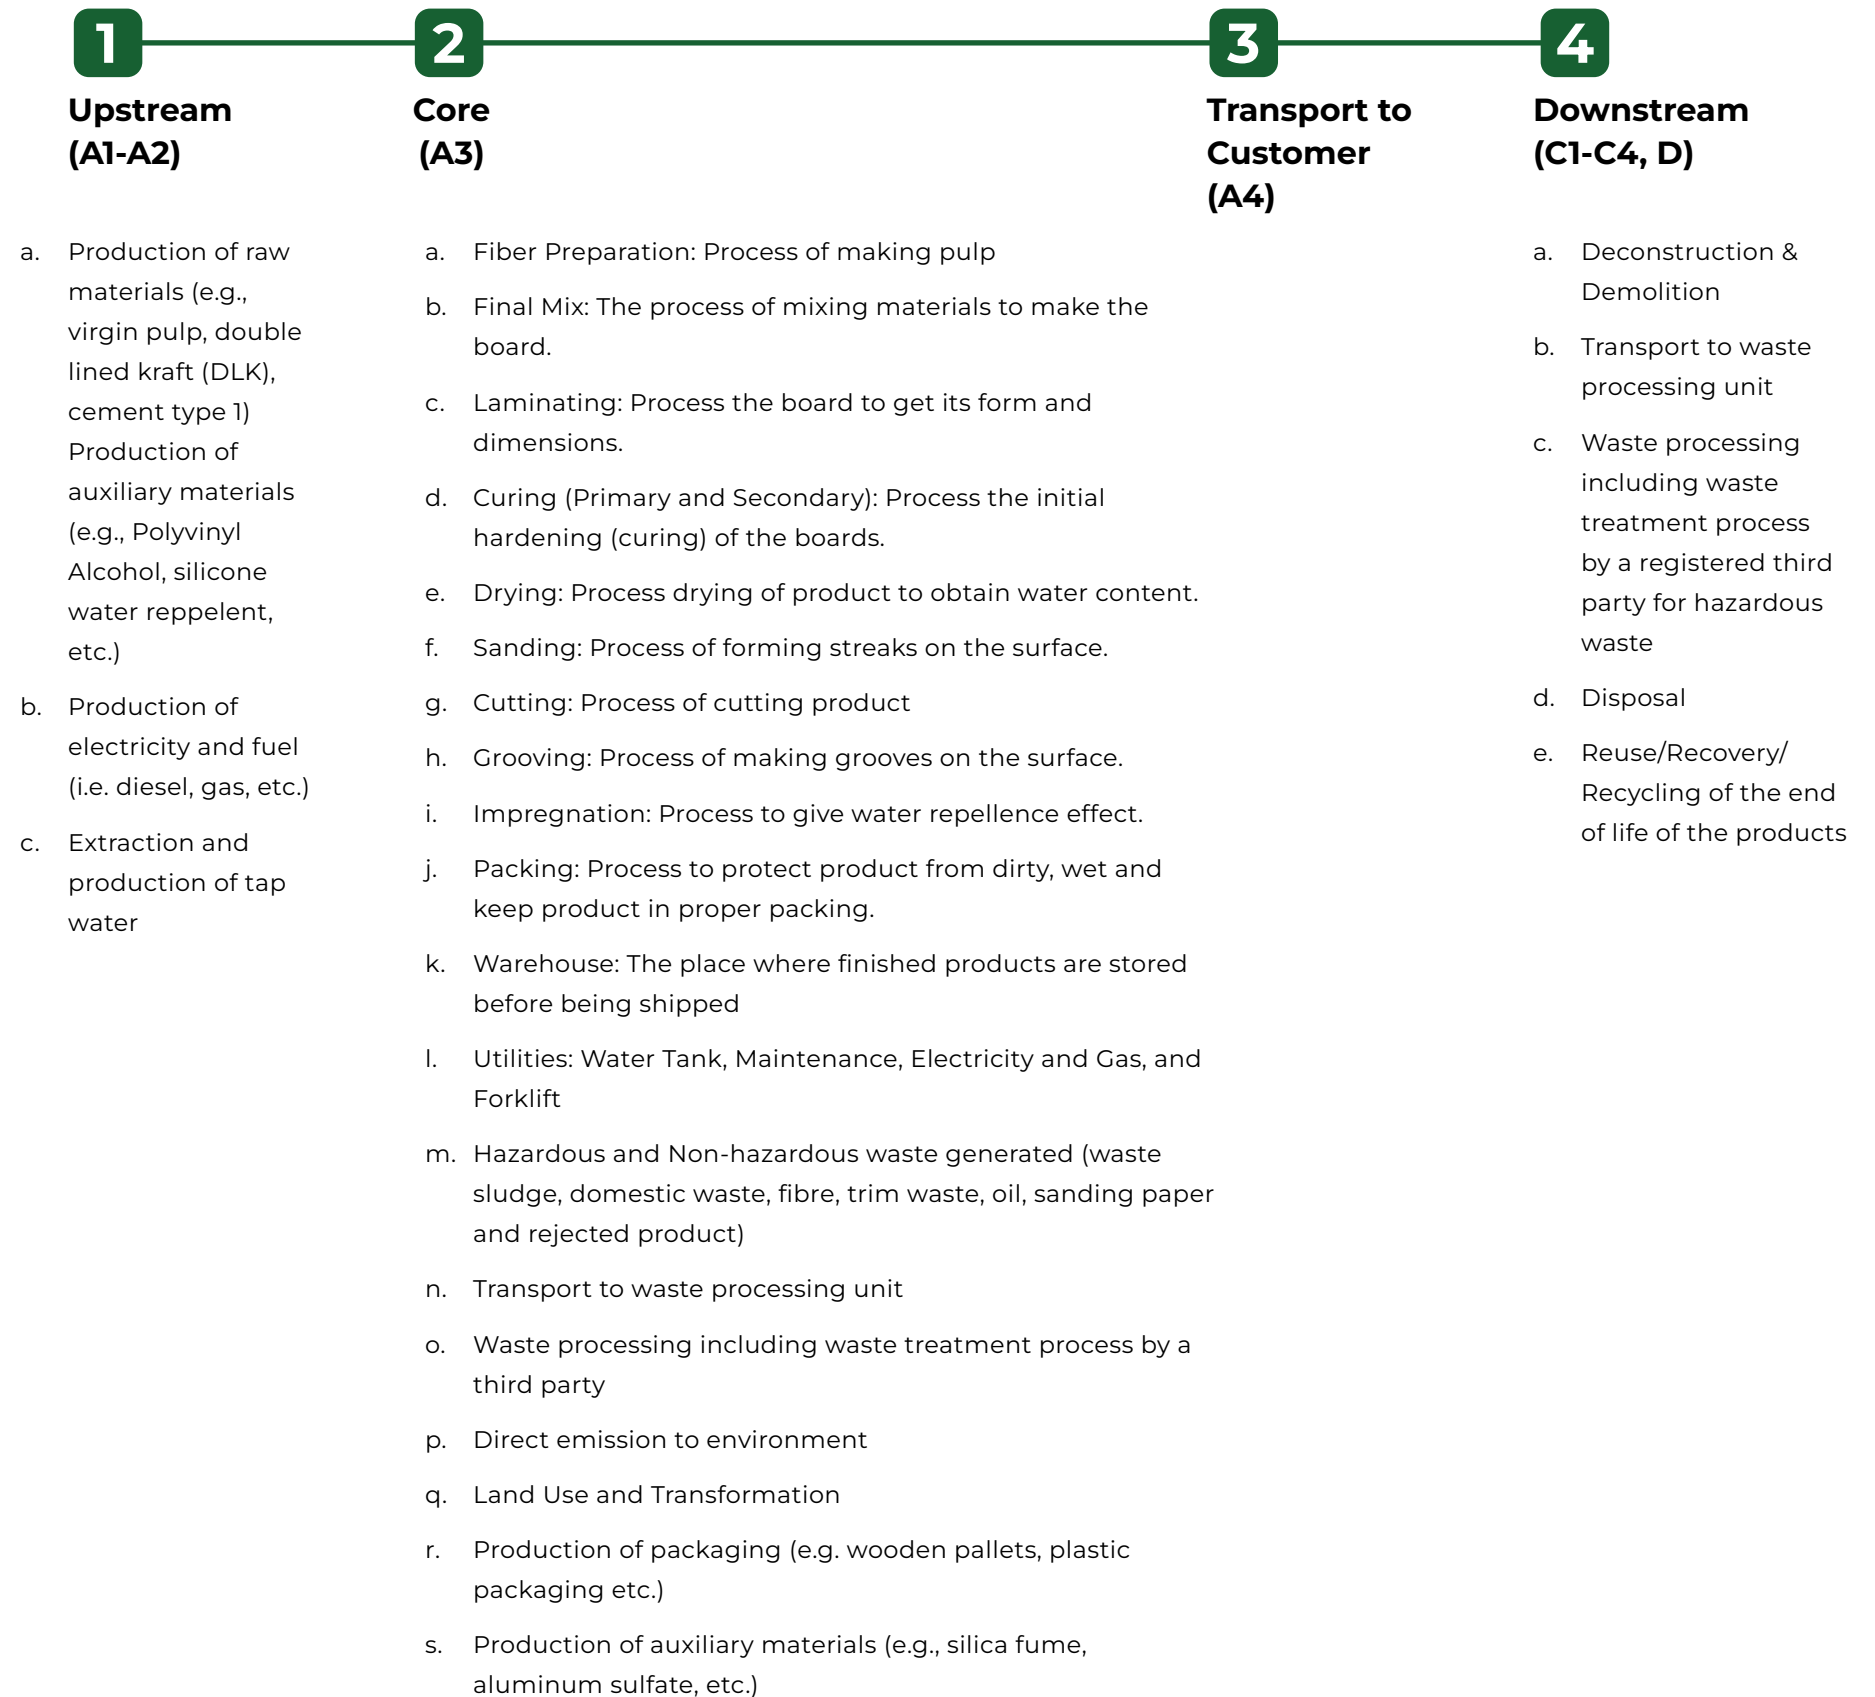 1
Upstream
(A1-A2)
a. Production of raw
materials (e.g.,
virgin pulp, double
lined kraft (DLK),
cement type 1)
Production of
auxiliary materials
(e.g., Polyvinyl
Alcohol, silicone
water reppelent,
etc.)
b. Production of
electricity and fuel
(i.e. diesel, gas, etc.)
c. Extraction and
production of tap
water
2
Core
(A3)
a. Fiber Preparation: Process of making pulp
b. Final Mix: The process of mixing materials to make the
board.
c. Laminating: Process the board to get its form and
dimensions.
d. Curing (Primary and Secondary): Process the initial
hardening (curing) of the boards.
e. Drying: Process drying of product to obtain water content.
f. Sanding: Process of forming streaks on the surface.
g. Cutting: Process of cutting product
h. Grooving: Process of making grooves on the surface.
i. Impregnation: Process to give water repellence effect.
j. Packing: Process to protect product from dirty, wet and
keep product in proper packing.
k. Warehouse: The place where finished products are stored
before being shipped
l. Utilities: Water Tank, Maintenance, Electricity and Gas, and
Forklift
m. Hazardous and Non-hazardous waste generated (waste
sludge, domestic waste, fibre, trim waste, oil, sanding paper
and rejected product)
n. Transport to waste processing unit
o. Waste processing including waste treatment process by a
third party
p. Direct emission to environment
q. Land Use and Transformation
r. Production of packaging (e.g. wooden pallets, plastic
packaging etc.)
s. Production of auxiliary materials (e.g., silica fume,
aluminum sulfate, etc.)
3
Transport to
Customer
(A4)
4
Downstream
(C1-C4, D)
a. Deconstruction &
Demolition
b. Transport to waste
processing unit
c. Waste processing
including waste
treatment process
by a registered third
party for hazardous
waste
d. Disposal
e. Reuse/Recovery/
Recycling of the end
of life of the products